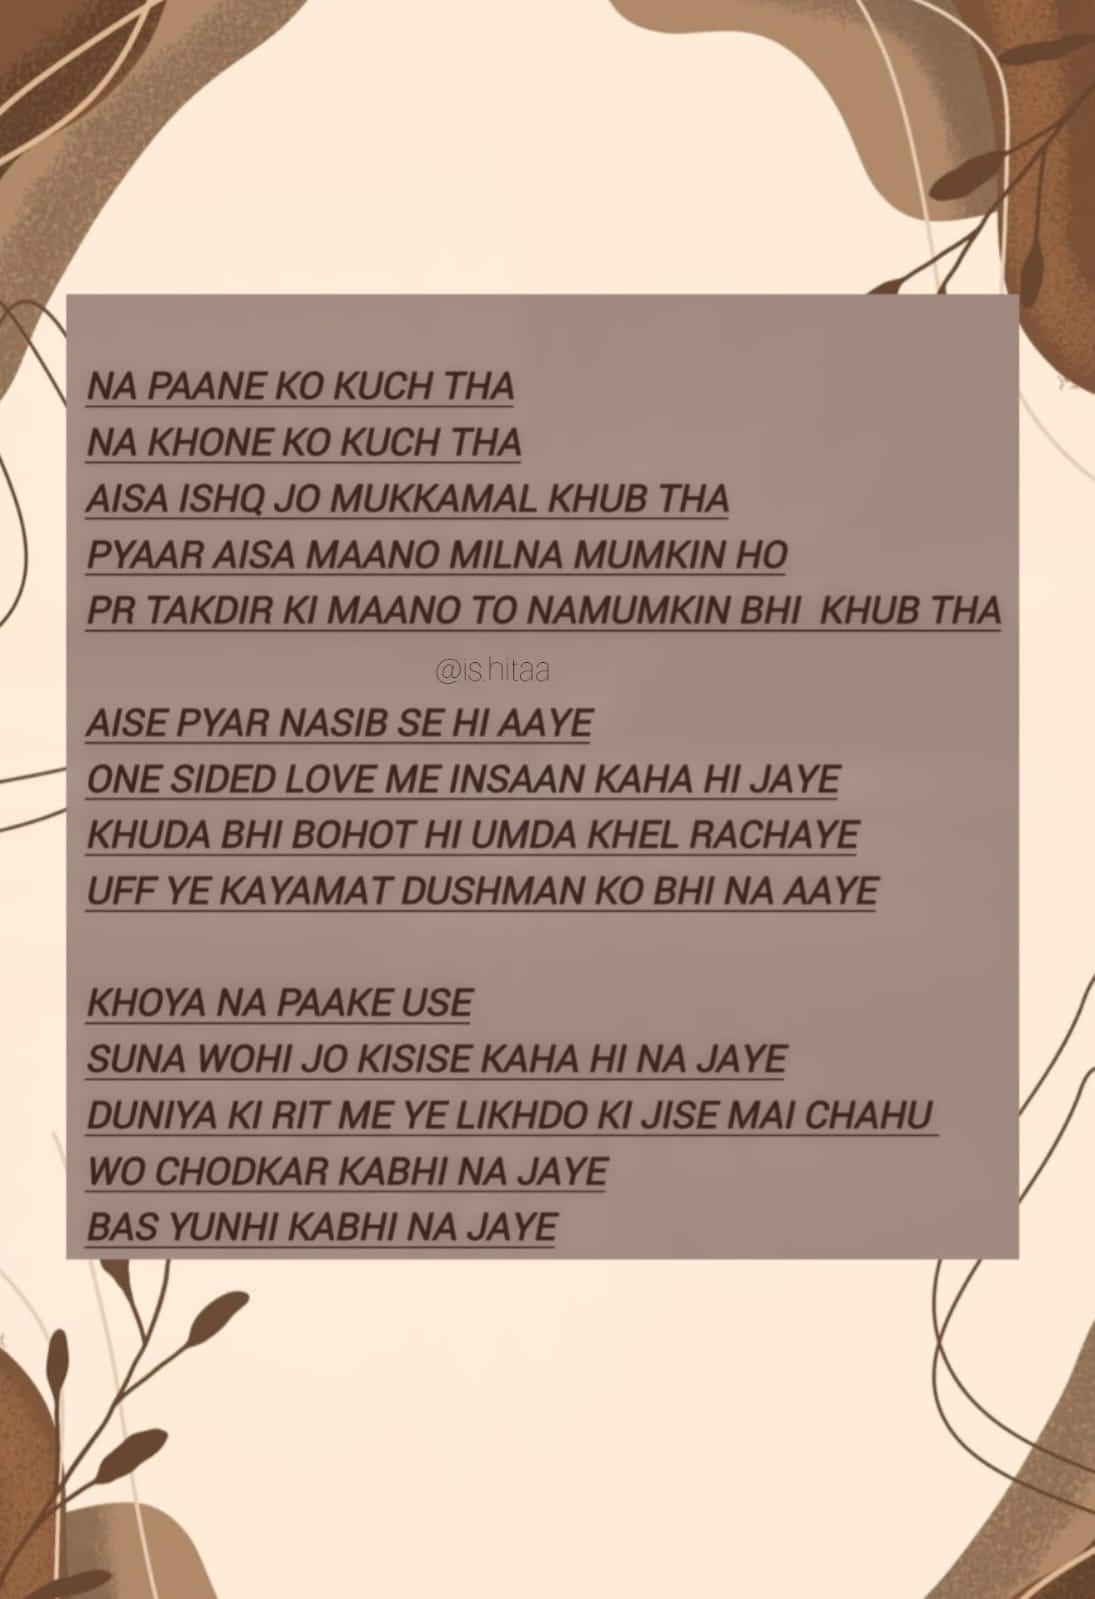 NA PAANE KO KUCH THA
NA KHONE KO KUCH THA
AISA ISHQ JO MUKKAMAL KHUB THA
PYAAR AISA MAANO MILNA MUMKIN HO
PR TAKDIR KI MAANO TO NAMUMKIN BHI  KHUB THA
@is.hitaa
AISE PYAR NASIB SE HI AAYE
ONE SIDED LOVE ME INSAAN KAHA HI JAYE
KHUDA BHI BOHOT HI UMDA KHEL RACHAYE
UFF YE KAYAMAT DUSHMAN KO BHI NA AAYE
KHOYA NA PAAKE USE
SUNA WOHI JO KISISE KAHA HI NA JAYE
DUNIYA KI RIT ME YE LIKHDO KI JISE MAI CHAHU
WO CHODKAR KABHI NA JAYE
BAS YUNHI KABHI NA JAYE